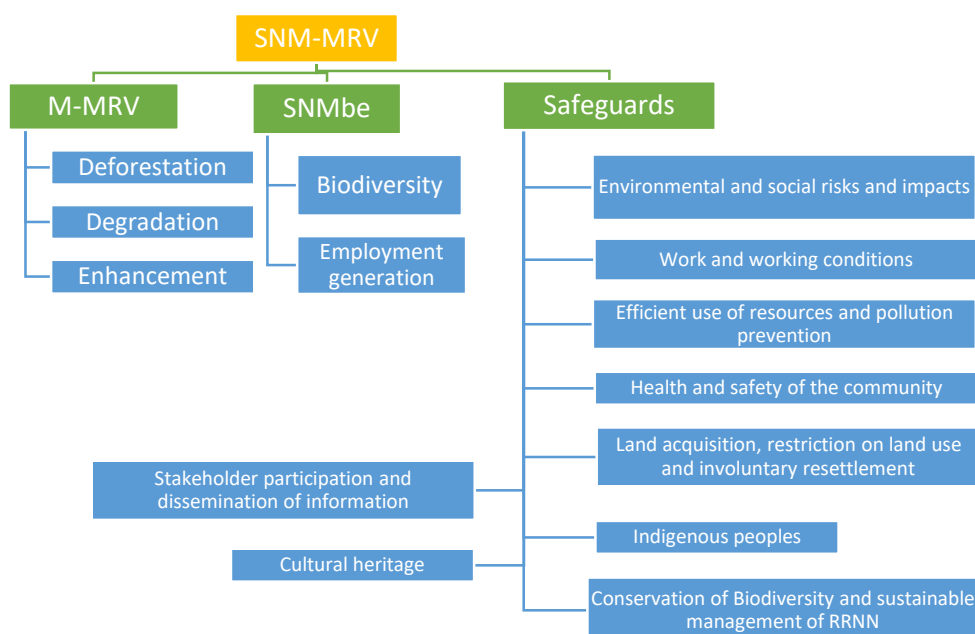 SNM-MRV
M-MRV
SNMbe
Safeguards
Deforestation
Degradation
Enhancement
Biodiversity
Employment
generation
Environmental and social risks and impacts
Work and working conditions
Efficient use of resources and pollution
prevention
Health and safety of the community
Land acquisition, restriction on land use
and involuntary resettlement
Stakeholder participation and
dissemination of information
Indigenous peoples
Cultural heritage
Conservation of Biodiversity and sustainable
management of RRNN